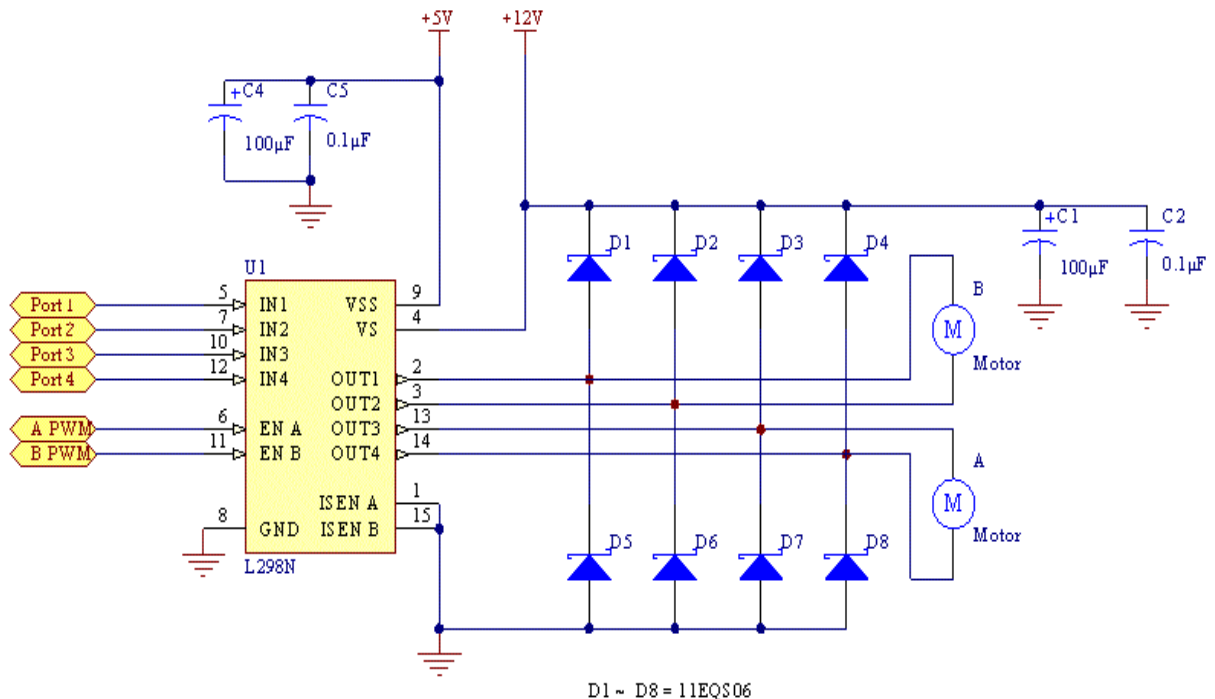 +5V
+12V
+
C4
C5
100µF
0.1µF
D1
D2
D3
D4
+
C1
C2
100µF
0.1µF
U1
Port 1
5
IN1
VSS
9
Port 2
7
IN2
VS
4
Port 3
10
IN3
Port 4
12
IN4
OUT1
2
OUT2
3
A PWM
6
EN A
OUT3
13
B PWM
11
EN B
OUT4
14
ISEN A
1
8
GND
ISEN B
15
L298N
B
M
Motor
A
M
Motor
D5
D6
D7
D8
D1 ~ D8 = 11EQS06